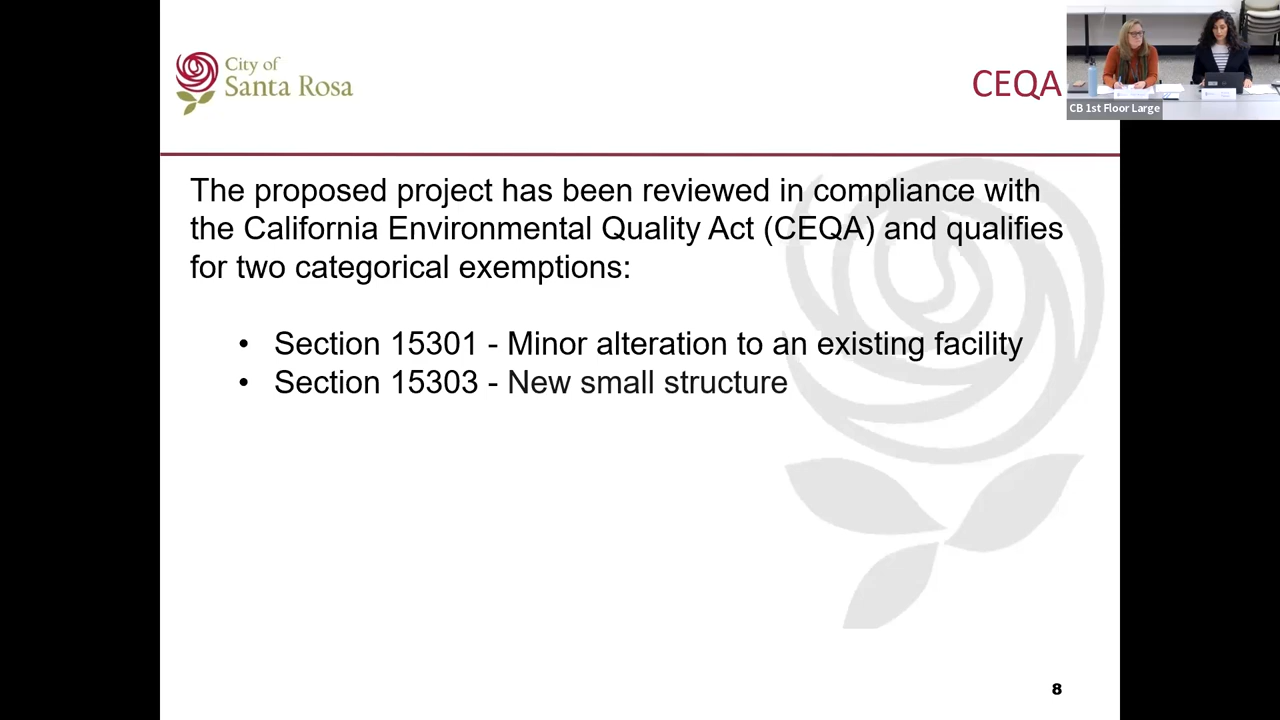 City of
Santa Rosa
CEQA
CB 1st Floor Large
The proposed project has been reviewed in compliance with
the California Environmental Quality Act (CEQA) and qualifies
for two categorical exemptions:
• Section 15301 - Minor alteration to an existing facility
• Section 15303 - New small structure
8